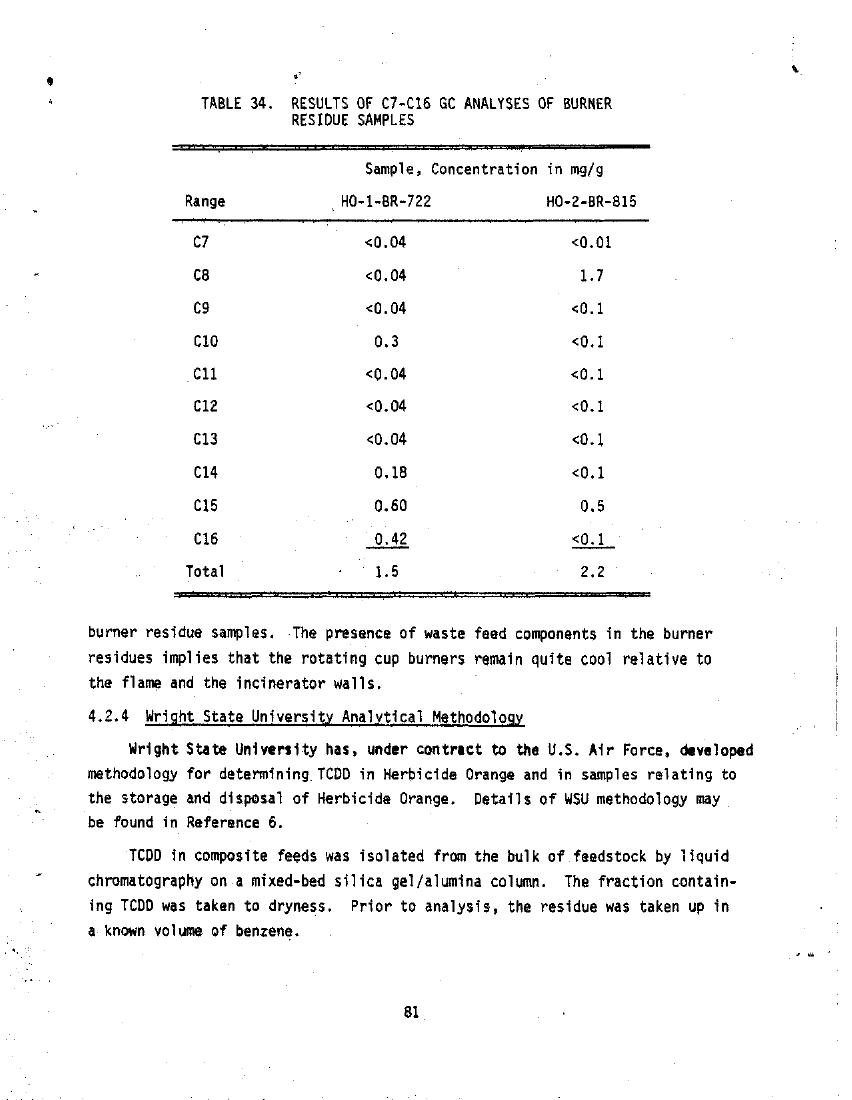 TABLE 34. RESULTS OF C7-C16 GC ANALYSES OF BURNER
RESIDUE SAMPLES
Sample, Concentration in mg/g
Range HO-1-BR-722 HO-2-BR-815
C7 <0.04 <0.01
C8 <0.04 1.7
C9 <0.04 <0.1
C10 0.3 <0.1
C11 <0.04 <0.1
C12 <0.04 <0.1
C13 <0.04 <0.1
C14 0.18 <0.1
C15 0.60 0.5
C16 0.42 <0.1
Total 1.5 2.2
burner residue samples. The presence of waste feed components in the burner
residues implies that the rotating cup burners remain quite cool relative to
the flame and the incinerator walls.
4.2.4 Wright State University Analytical Methodology
Wright State University has, under contract to the U.S. Air Force, developed
methodology for determining TCDD in Herbicide Orange and in samples relating to
the storage and disposal of Herbicide Orange. Details of WSU methodology may
be found in Reference 6.
TCDD in composite feeds was isolated from the bulk of feedstock by liquid
chromatography on a mixed-bed silica gel/alumina column. The fraction contain-
ing TCDD was taken to dryness. Prior to analysis, the residue was taken up in
a known volume of benzene.
81